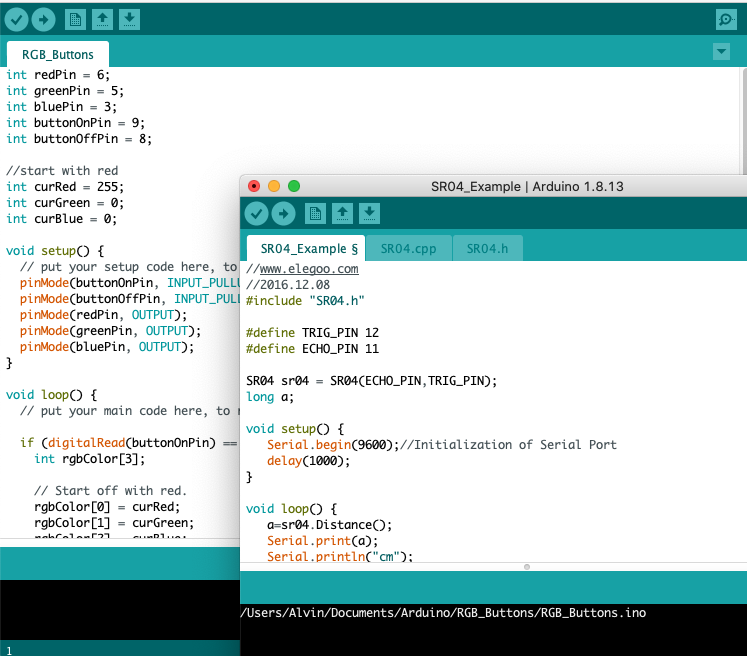 RGB_Buttons
int redPin = 6;
int greenPin = 5;
int bluePin = 3;
int buttonOnPin = 9;
int buttonOffPin = 8;
//start with red
int curRed = 255;
int curGreen = 0;
int curBlue = 0;
void setup() {
// put your setup code here, to
pinMode(buttonOnPin, INPUT_PULLU
pinMode(buttonOffPin, INPUT_PULL
pinMode(redPin, OUTPUT);
pinMode(greenPin, OUTPUT);
pinMode(bluePin, OUTPUT);
}
void loop() {
// put your main code here, to r
if (digitalRead(buttonOnPin) ==
int rgbColor[3];
// Start off with red.
rgbColor[0] = curRed;
rgbColor[1] = curGreen;
rgbColor[2] = curBlue;
1
SR04_Example | Arduino 1.8.13
SR04_Example § SR04.cpp SR04.h
//www.elegoo.com
//2016.12.08
#include "SR04.h"
#define TRIG_PIN 12
#define ECHO_PIN 11
SR04 sr04 = SR04(ECHO_PIN,TRIG_PIN);
long a;
void setup() {
Serial.begin(9600);//Initialization of Serial Port
delay(1000);
}
void loop() {
a=sr04.Distance();
Serial.print(a);
Serial.println("cm");
/Users/Alvin/Documents/Arduino/RGB_Buttons/RGB_Buttons.ino